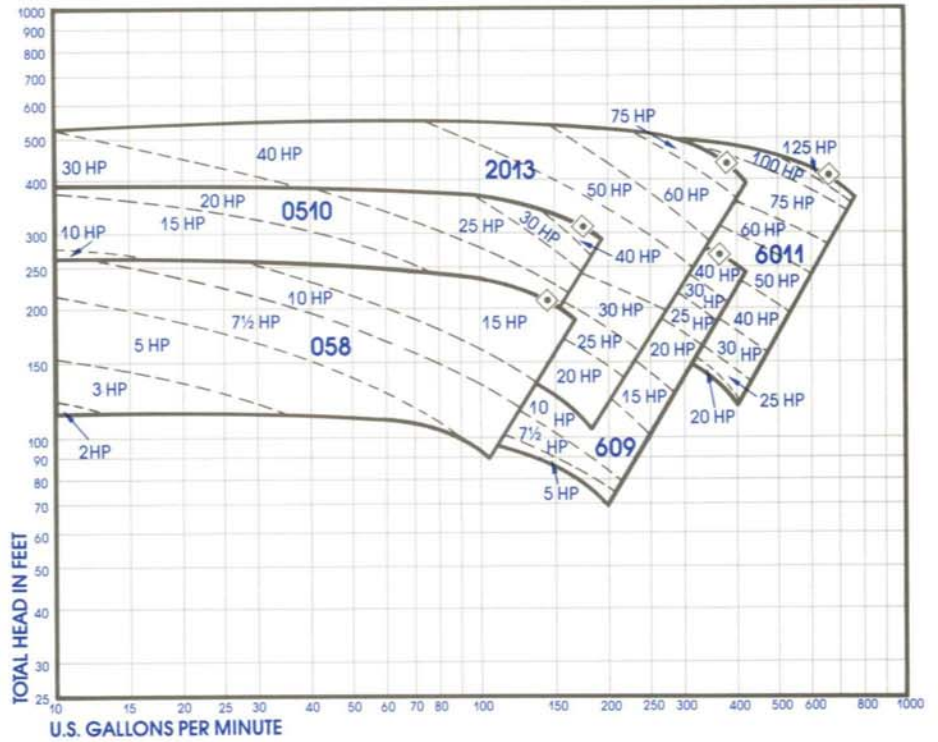 1000
900
800
700
600
500
400
300
250
200
150
100
90
80
70
60
50
40
30
25
TOTAL HEAD IN FEET
75 HP
125 HP
100 HP
40 HP
2013
30 HP
50 HP
60 HP
75 HP
20 HP
0510
15 HP
25 HP
30 HP
60 HP
10 HP
40 HP
6011
40 HP
50 HP
10 HP
30 HP
30 HP
7½ HP
15 HP
25 HP
40 HP
058
5 HP
25 HP
20 HP
30 HP
20 HP
3 HP
15 HP
25 HP
10 HP
20 HP
2HP
7½ HP
609
5 HP
10 15 20 25 30 40 50 60 70 80 100 150 200 250 300 400 500 600 800 1000
U.S. GALLONS PER MINUTE